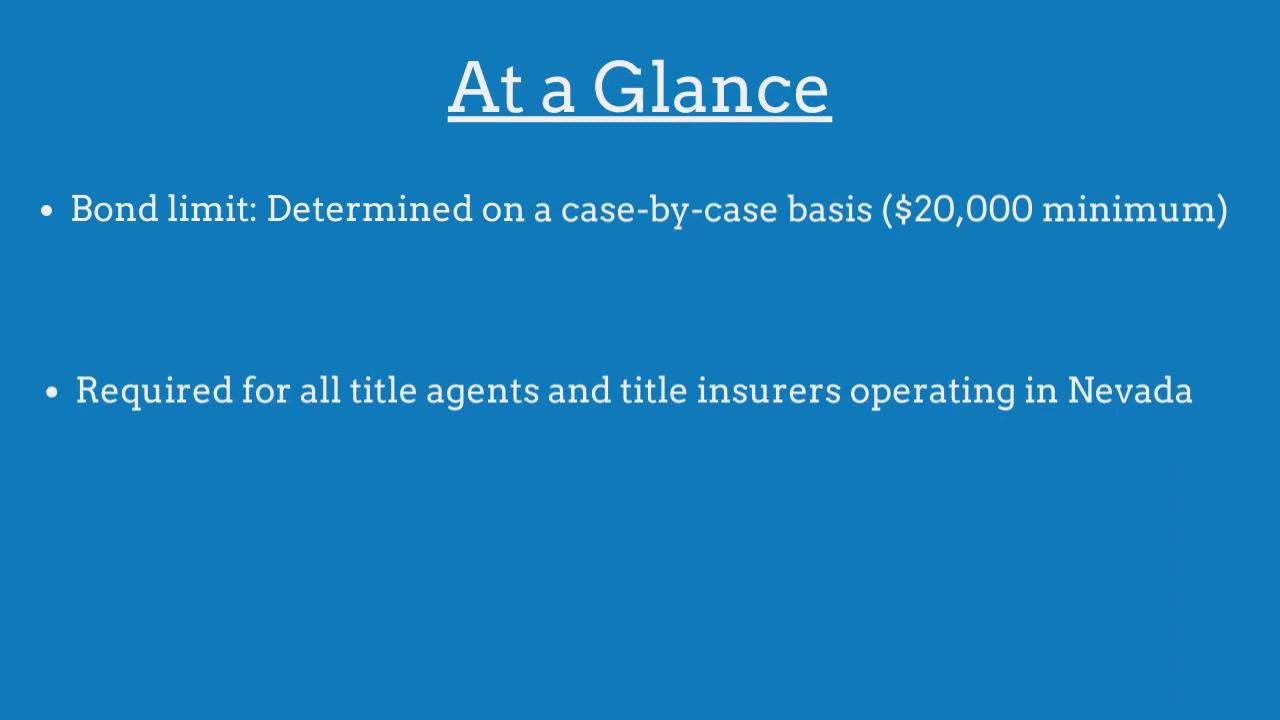 At a Glance
• Bond limit: Determined on a case-by-case basis ($20,000 minimum)
• Required for all title agents and title insurers operating in Nevada